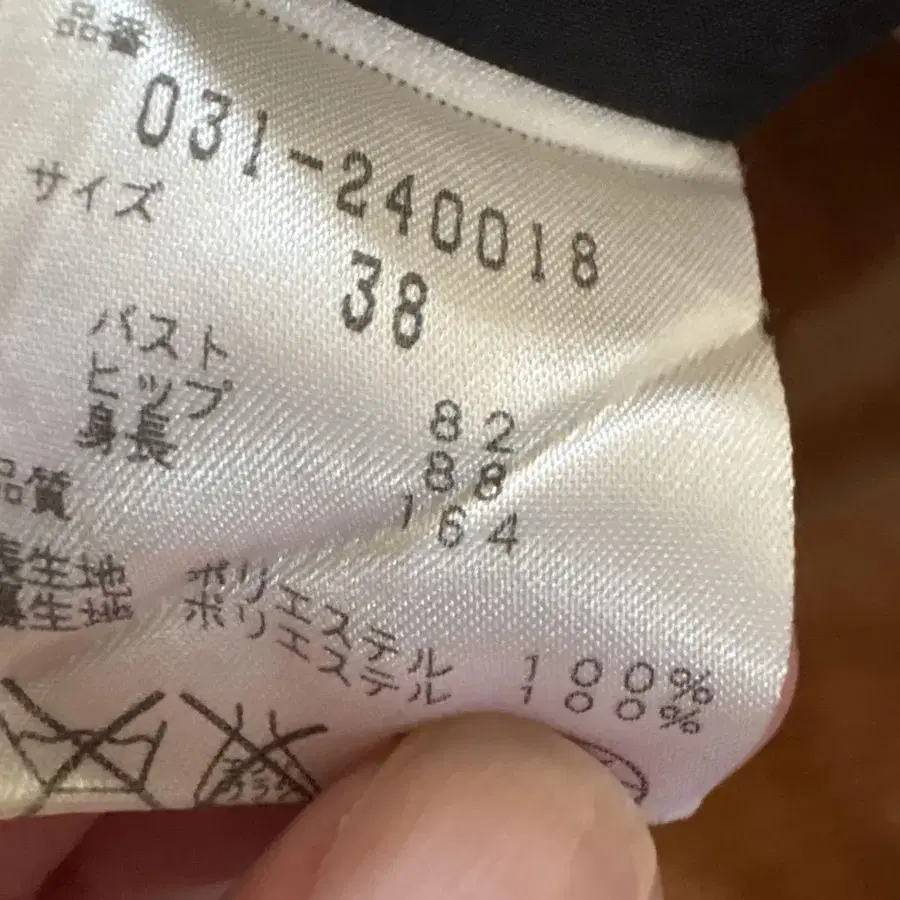 品番
031-240018
サイズ
38
バスト 82
ヒップ 88
身長 164
品質
表生地 ポリエステル 100%
裏生地 ポリエステル 100%